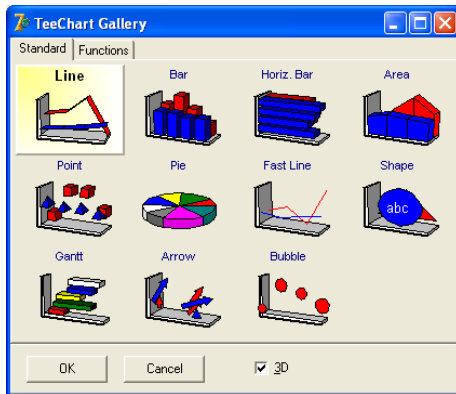 TeeChart Gallery
Standard Functions
Line Bar Horiz. Bar Area
Point Pie Fast Line Shape
abc
Gantt Arrow Bubble
OK Cancel 3D